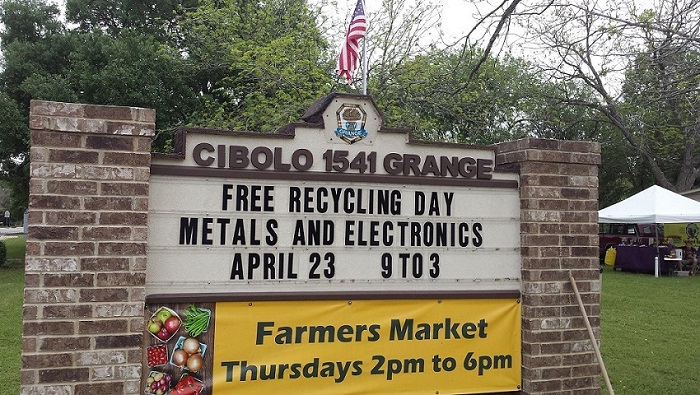 CIBOLO 1541 GRANGE
FREE RECYCLING DAY
METALS AND ELECTRONICS
APRIL 23 9 TO 3
Farmers Market
Thursdays 2pm to 6pm